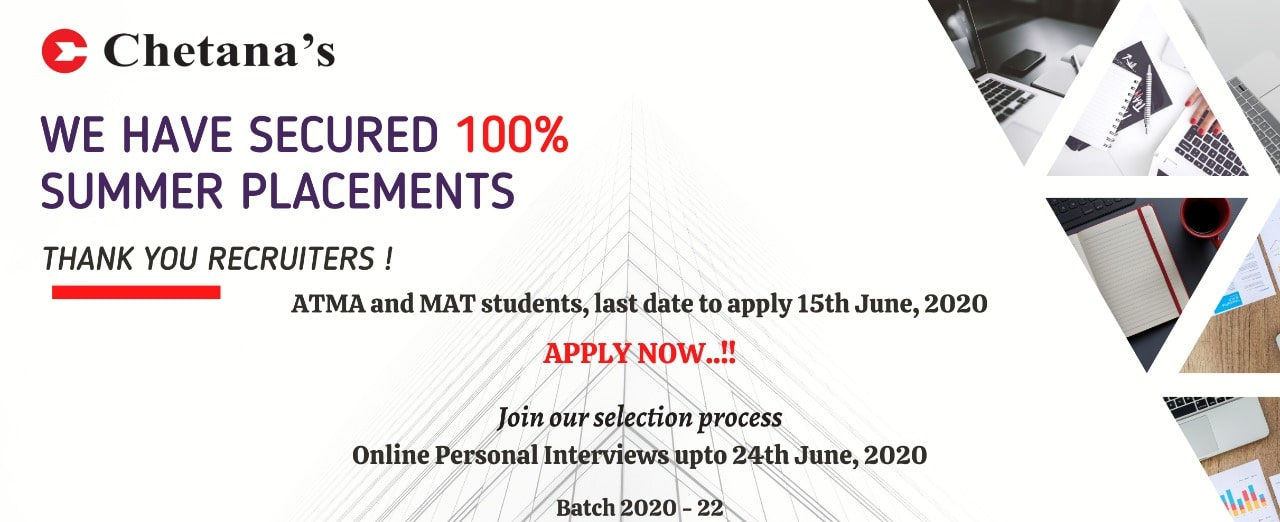 Chetana's
WE HAVE SECURED 100%
SUMMER PLACEMENTS
THANK YOU RECRUITERS !
ATMA and MAT students, last date to apply 15th June, 2020
APPLY NOW..!!
Join our selection process
Online Personal Interviews upto 24th June, 2020
Batch 2020 - 22